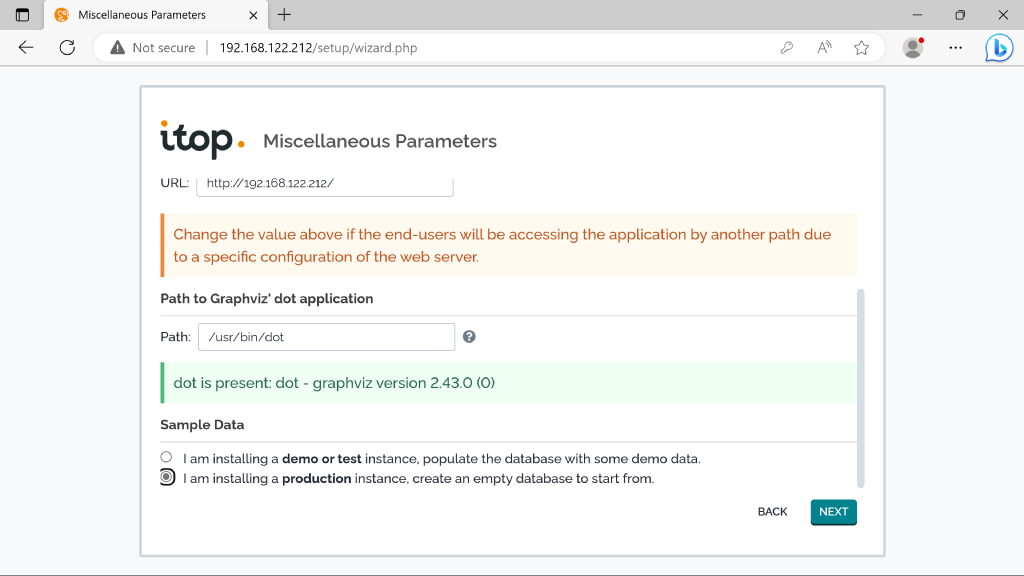 Miscellaneous Parameters
Not secure
192.168.122.212/setup/wizard.php
itop
Miscellaneous Parameters
URL: http://192.168.122.212/
Change the value above if the end-users will be accessing the application by another path due
to a specific configuration of the web server.
Path to Graphviz' dot application
Path: /usr/bin/dot
dot is present: dot - graphviz version 2.43.0 (0)
Sample Data
I am installing a demo or test instance, populate the database with some demo data.
I am installing a production instance, create an empty database to start from.
BACK NEXT